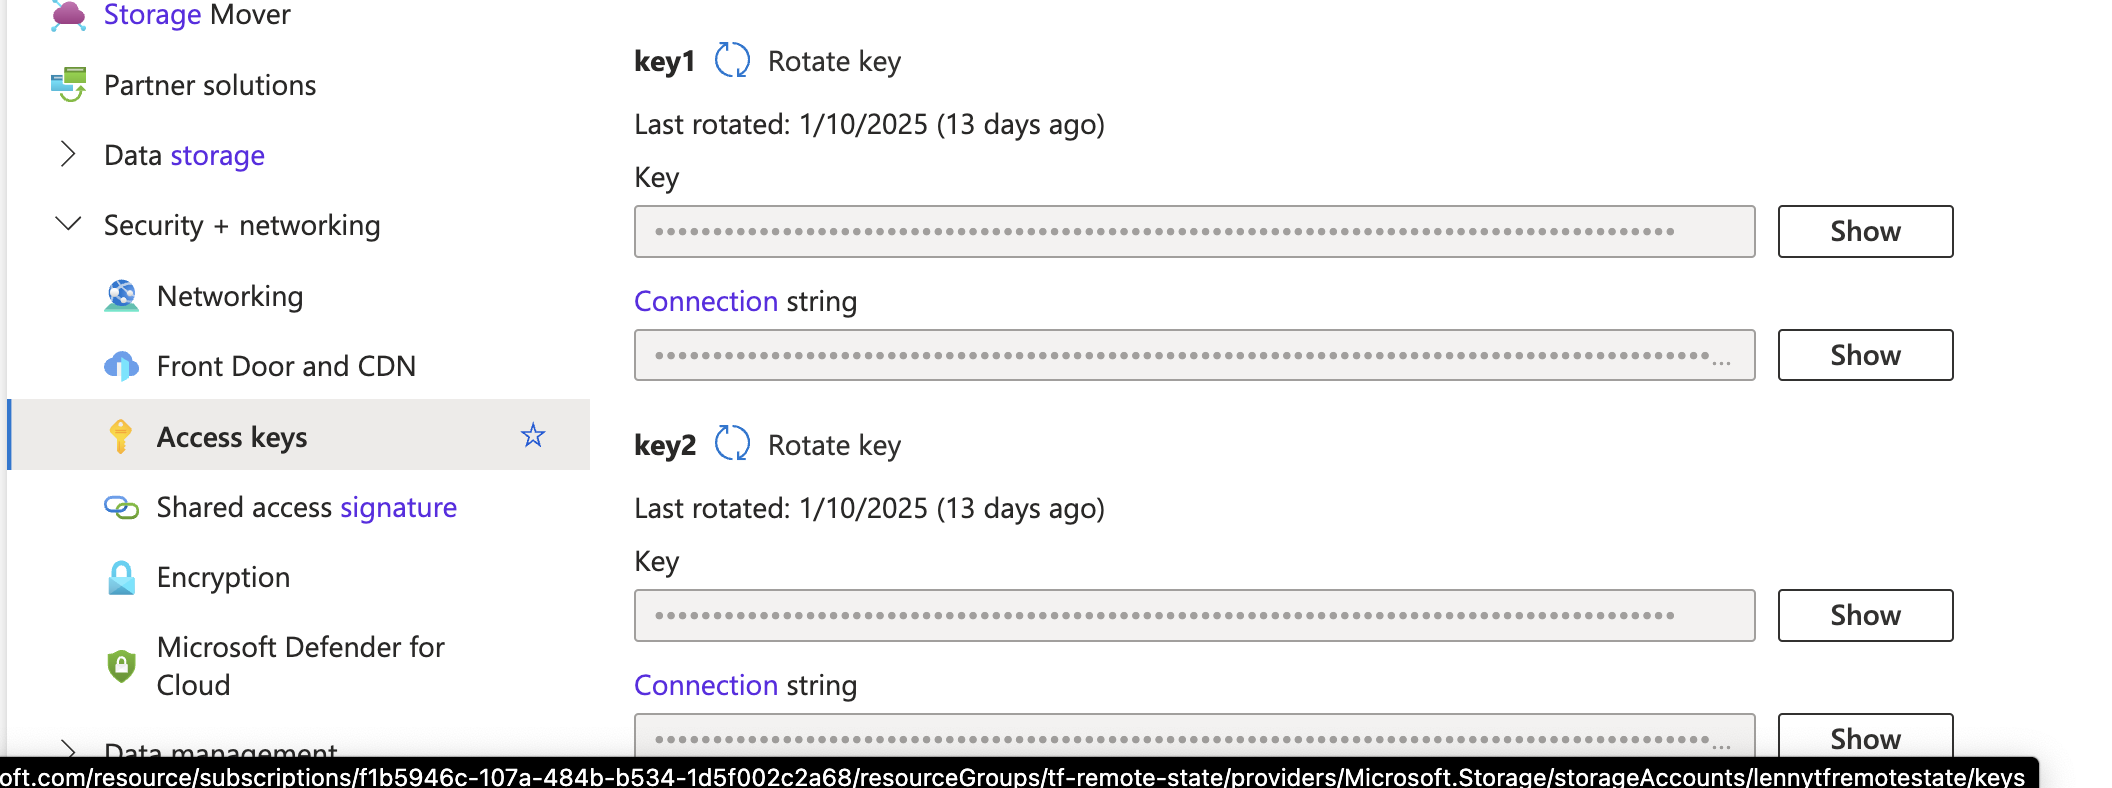 Storage Mover
Partner solutions
Data storage
Security + networking
Networking
Front Door and CDN
Access keys
Shared access signature
Encryption
Microsoft Defender for
Cloud
Data management
key1 Rotate key
Last rotated: 1/10/2025 (13 days ago)
Key
Show
Connection string
Show
key2 Rotate key
Last rotated: 1/10/2025 (13 days ago)
Key
Show
Connection string
Show
oft.com/resource/subscriptions/f1b5946c-107a-484b-b534-1d5f002c2a68/resourceGroups/tf-remote-state/providers/Microsoft.Storage/storageAccounts/lennytfremotestate/keys